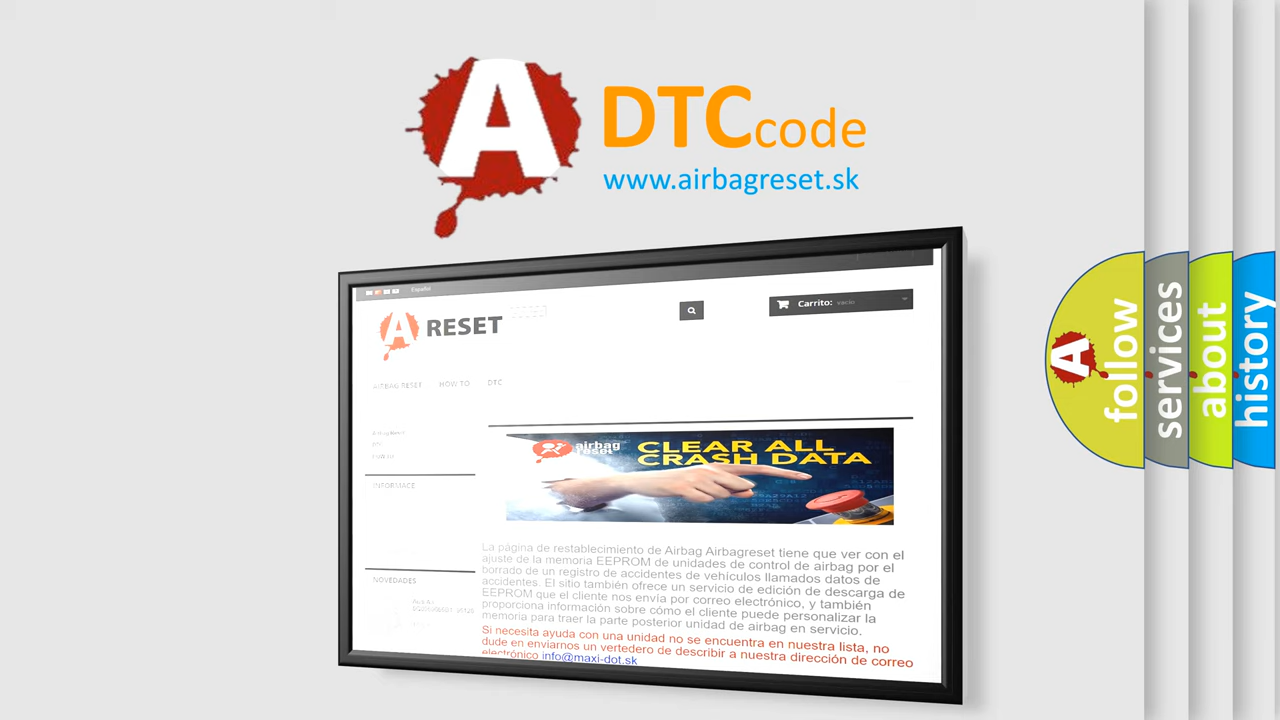 A DTCcode
www.airbagreset.sk
Español
A RESET
Carrito: vacío
AIRBAG RESET HOW TO DTC
Airbag Reset
DTC
INFORMACE
NOVEDADES
airbag
reset
CLEAR ALL
CRASH DATA
La página de restablecimiento de Airbag Airbagreset tiene que ver con el
ajuste de la memoria EEPROM de unidades de control de airbag por el
borrado de un registro de accidentes de vehículos llamados datos de
accidentes. El sitio también ofrece un servicio de edición de descarga de
EEPROM que el cliente nos envía por correo electrónico, y también
proporciona información sobre cómo el cliente puede personalizar la
memoria para traer la parte posterior unidad de airbag en servicio.
Si necesita ayuda con una unidad no se encuentra en nuestra lista, no
dude en enviarnos un vertedero de describir a nuestra dirección de correo
electrónico info@maxi-dot.sk
A follow
services
about
history